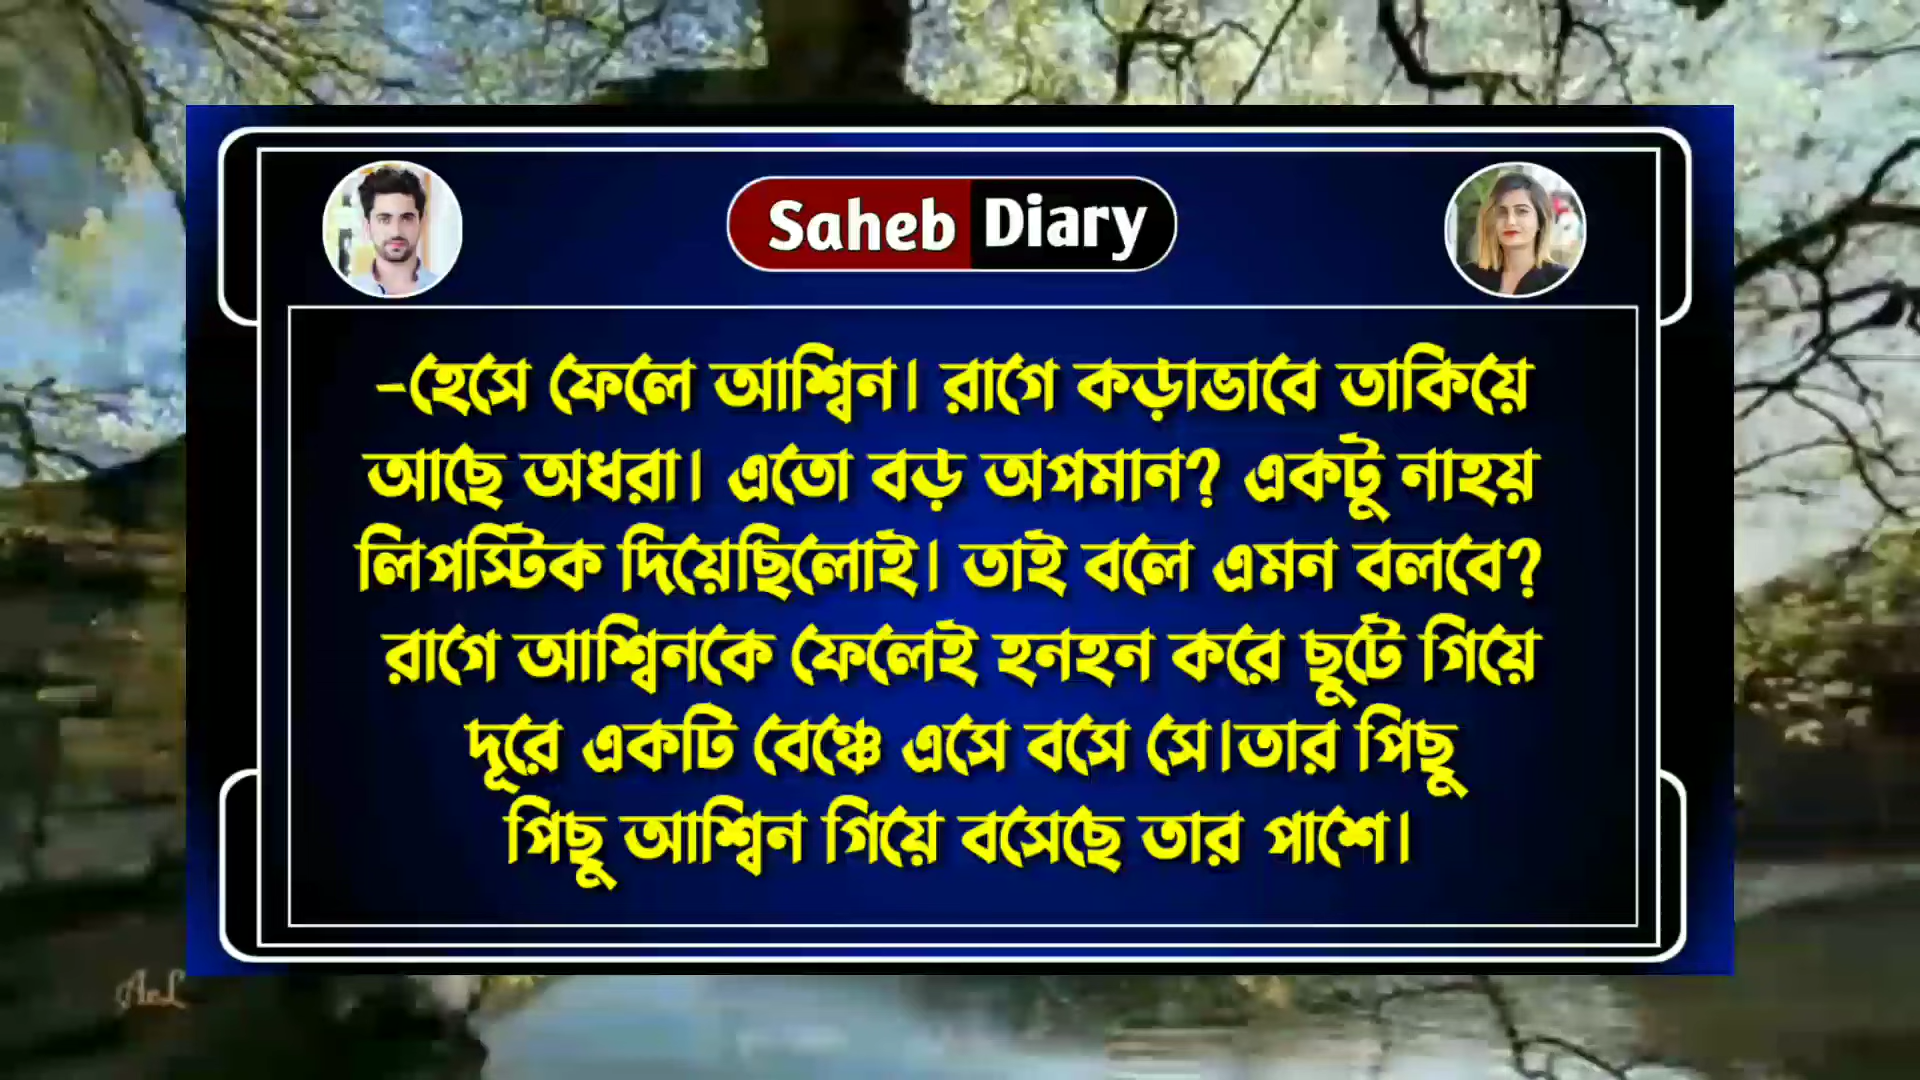 Saheb Diary
-হেসে ফেলে আশ্বিন। রাগে কড়াভাবে তাকিয়ে
আছে অধরা। এতো বড় অপমান? একটু নাহয়
লিপস্টিক দিয়েছিলোই। তাই বলে এমন বলবে?
রাগে আশ্বিনকে ফেলেই হনহন করে ছুটে গিয়ে
দূরে একটি বেঞ্চে এসে বসে সে।তার পিছু
পিছু আশ্বিন গিয়ে বসেছে তার পাশে।